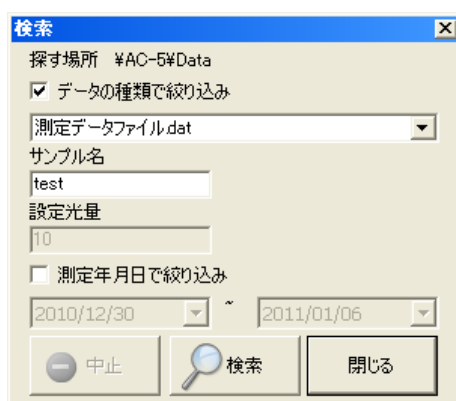 検索
探す場所 ¥AC-5¥Data
データの種類で絞り込み
測定データファイル.dat
サンプル名
test
設定光量
10
測定年月日で絞り込み
2010/12/30 ~ 2011/01/06
中止 検索 閉じる